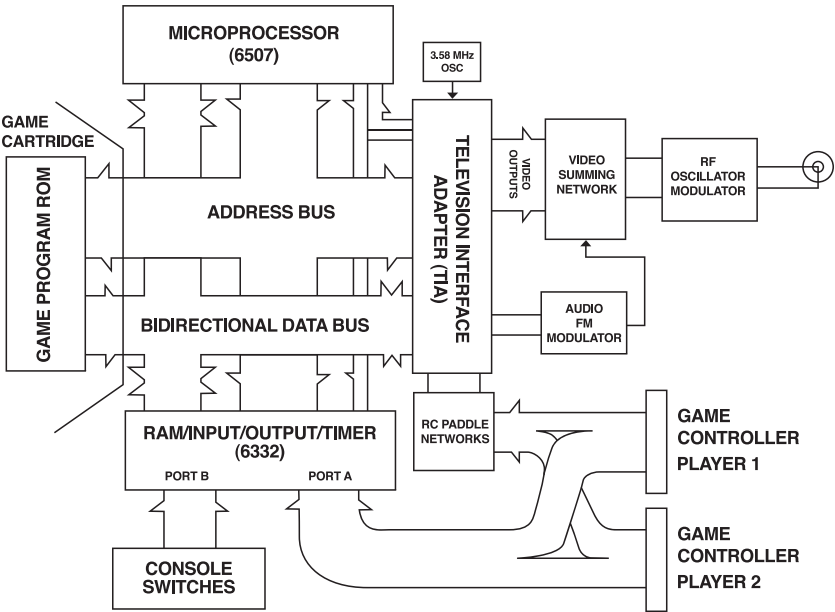 MICROPROCESSOR
(6507)
3.58 MHz
OSC
GAME
CARTRIDGE
GAME PROGRAM ROM
ADDRESS BUS
BIDIRECTIONAL DATA BUS
TELEVISION INTERFACE
ADAPTER (TIA)
VIDEO
OUTPUTS
VIDEO
SUMMING
NETWORK
RF
OSCILLATOR
MODULATOR
AUDIO
FM
MODULATOR
RAM/INPUT/OUTPUT/TIMER
(6332)
PORT B
PORT A
RC PADDLE
NETWORKS
GAME
CONTROLLER
PLAYER 1
GAME
CONTROLLER
PLAYER 2
CONSOLE
SWITCHES